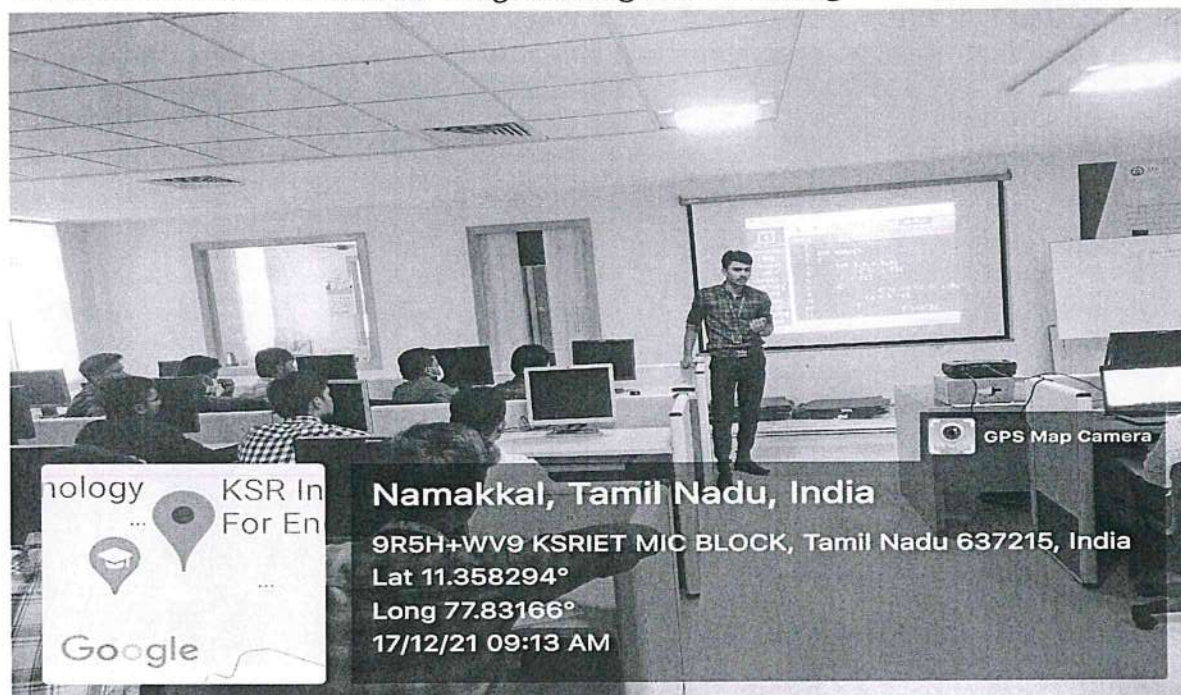 GPS Map Camera
nology
KSR In
For En
Google
Namakkal, Tamil Nadu, India
9R5H+WV9 KSRIET MIC BLOCK, Tamil Nadu 637215, India
Lat 11.358294°
Long 77.83166°
17/12/21 09:13 AM